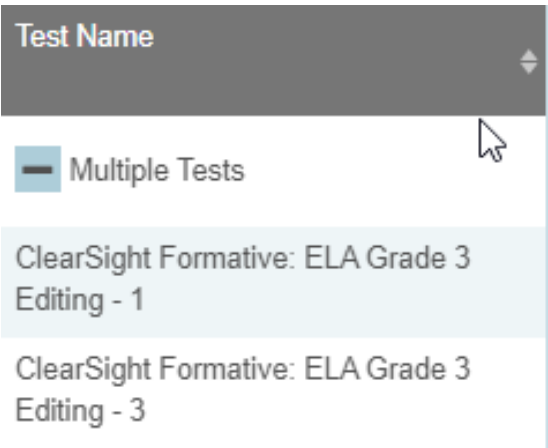 Test Name
Multiple Tests
ClearSight Formative: ELA Grade 3
Editing - 1
ClearSight Formative: ELA Grade 3
Editing - 3